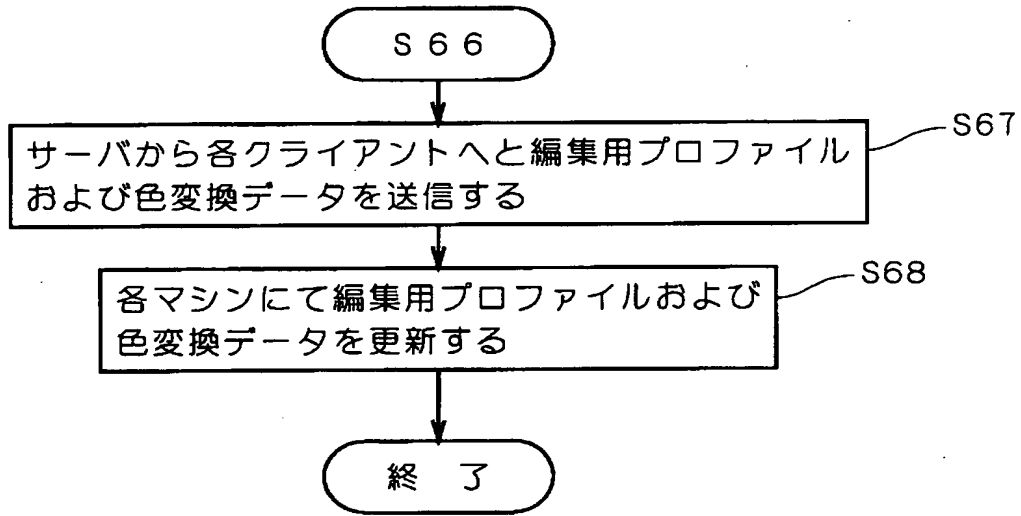 S66
サーバから各クライアントへと編集用プロファイル
および色変換データを送信する
S67
各マシンにて編集用プロファイルおよび
色変換データを更新する
S68
終 了